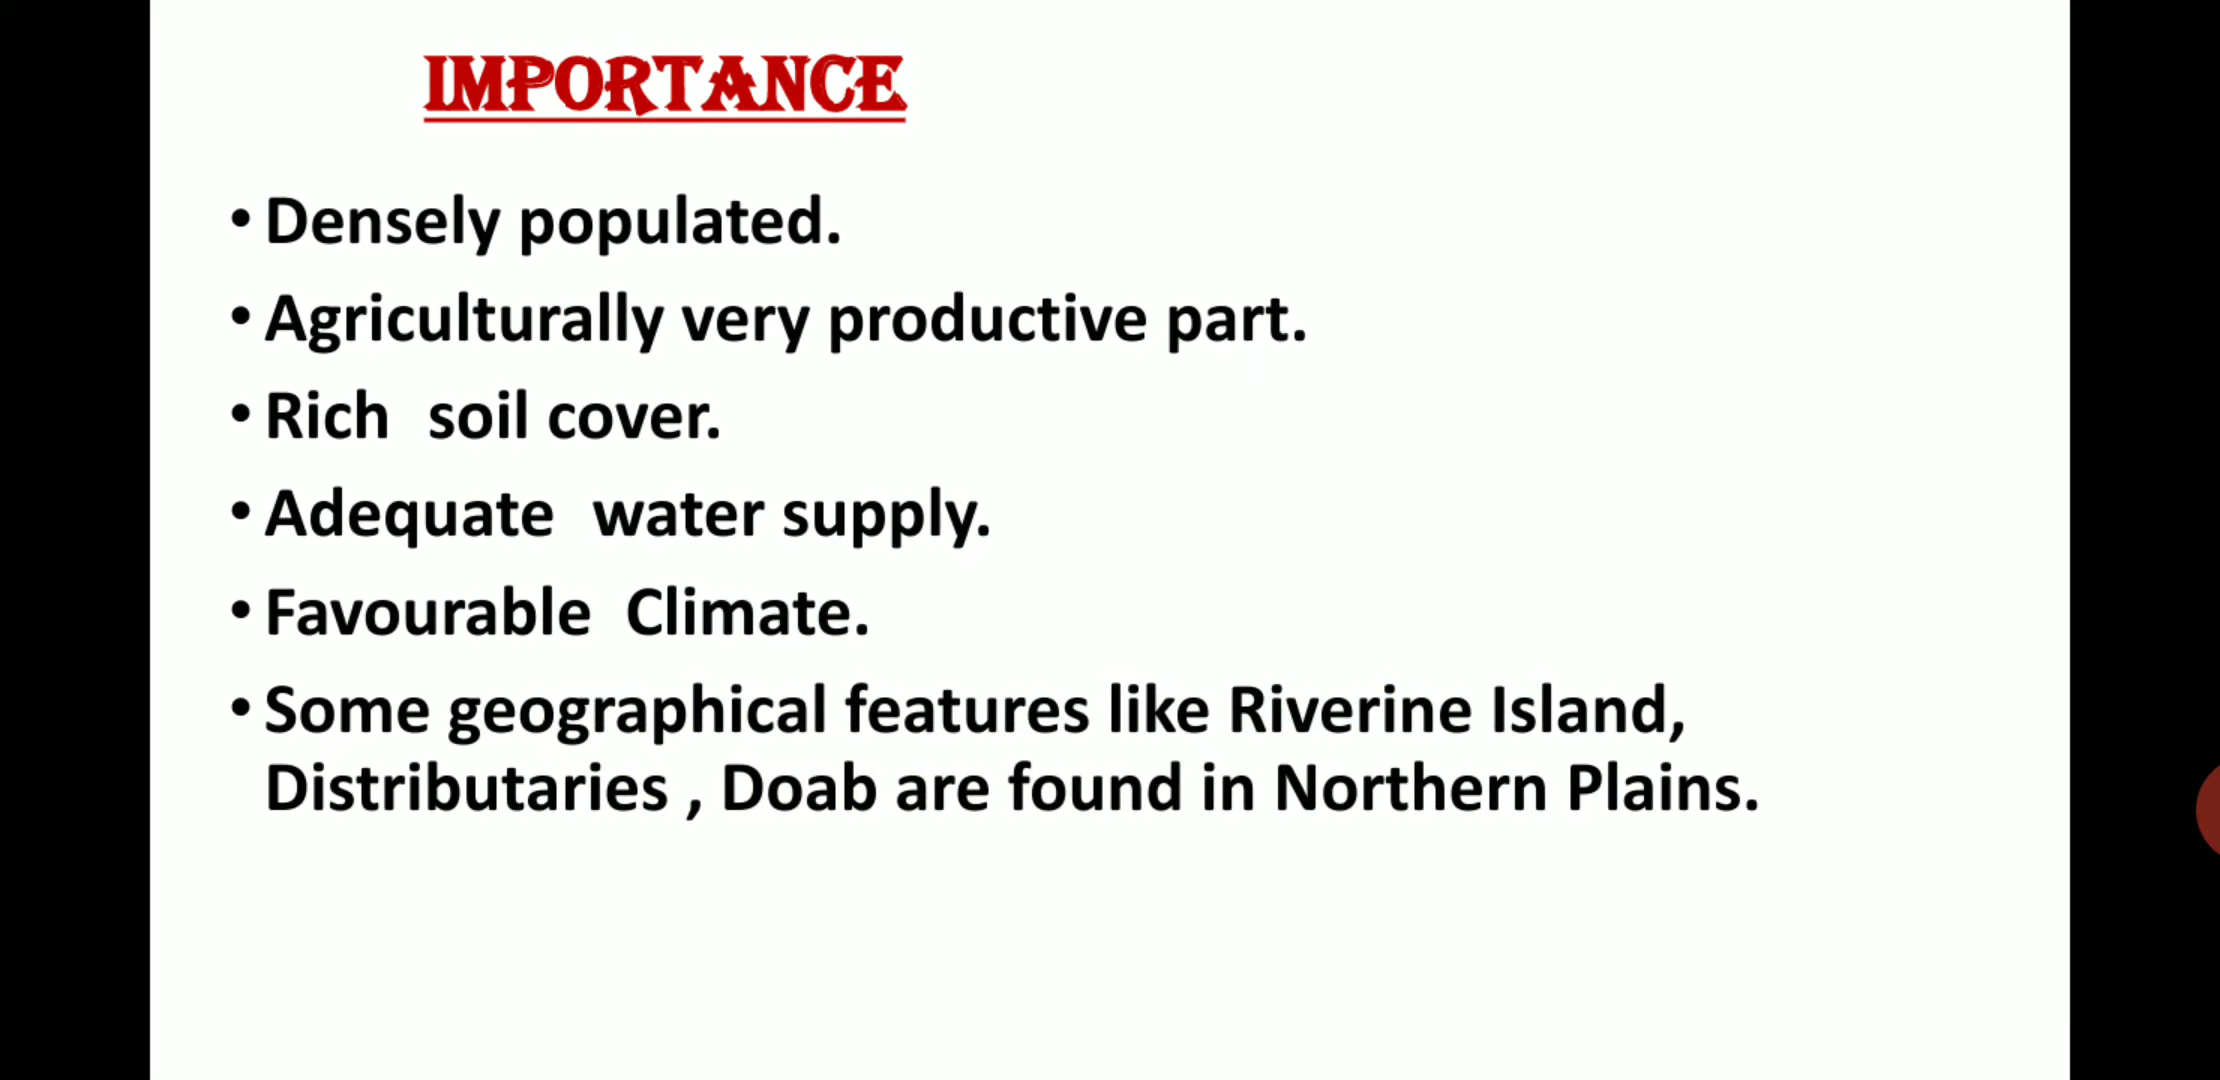 IMPORTANCE
• Densely populated.
• Agriculturally very productive part.
• Rich  soil cover.
• Adequate  water supply.
• Favourable  Climate.
• Some geographical features like Riverine Island,
Distributaries , Doab are found in Northern Plains.